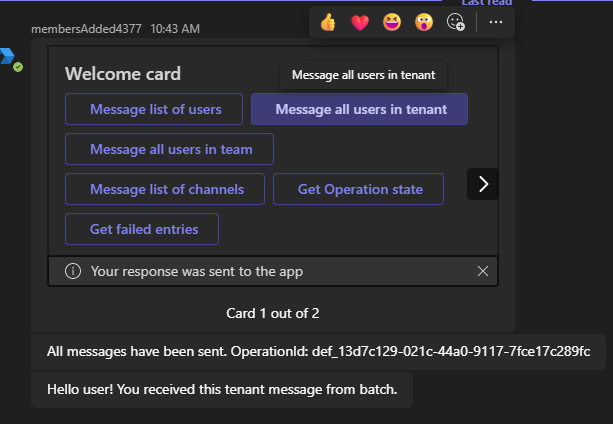 Last read
membersAdded4377 10:43 AM
Welcome card
Message all users in tenant
Message list of users
Message all users in tenant
Message all users in team
Message list of channels
Get Operation state
Get failed entries
Your response was sent to the app
Card 1 out of 2
All messages have been sent. OperationId: def_13d7c129-021c-44a0-9117-7fce17c289fc
Hello user! You received this tenant message from batch.